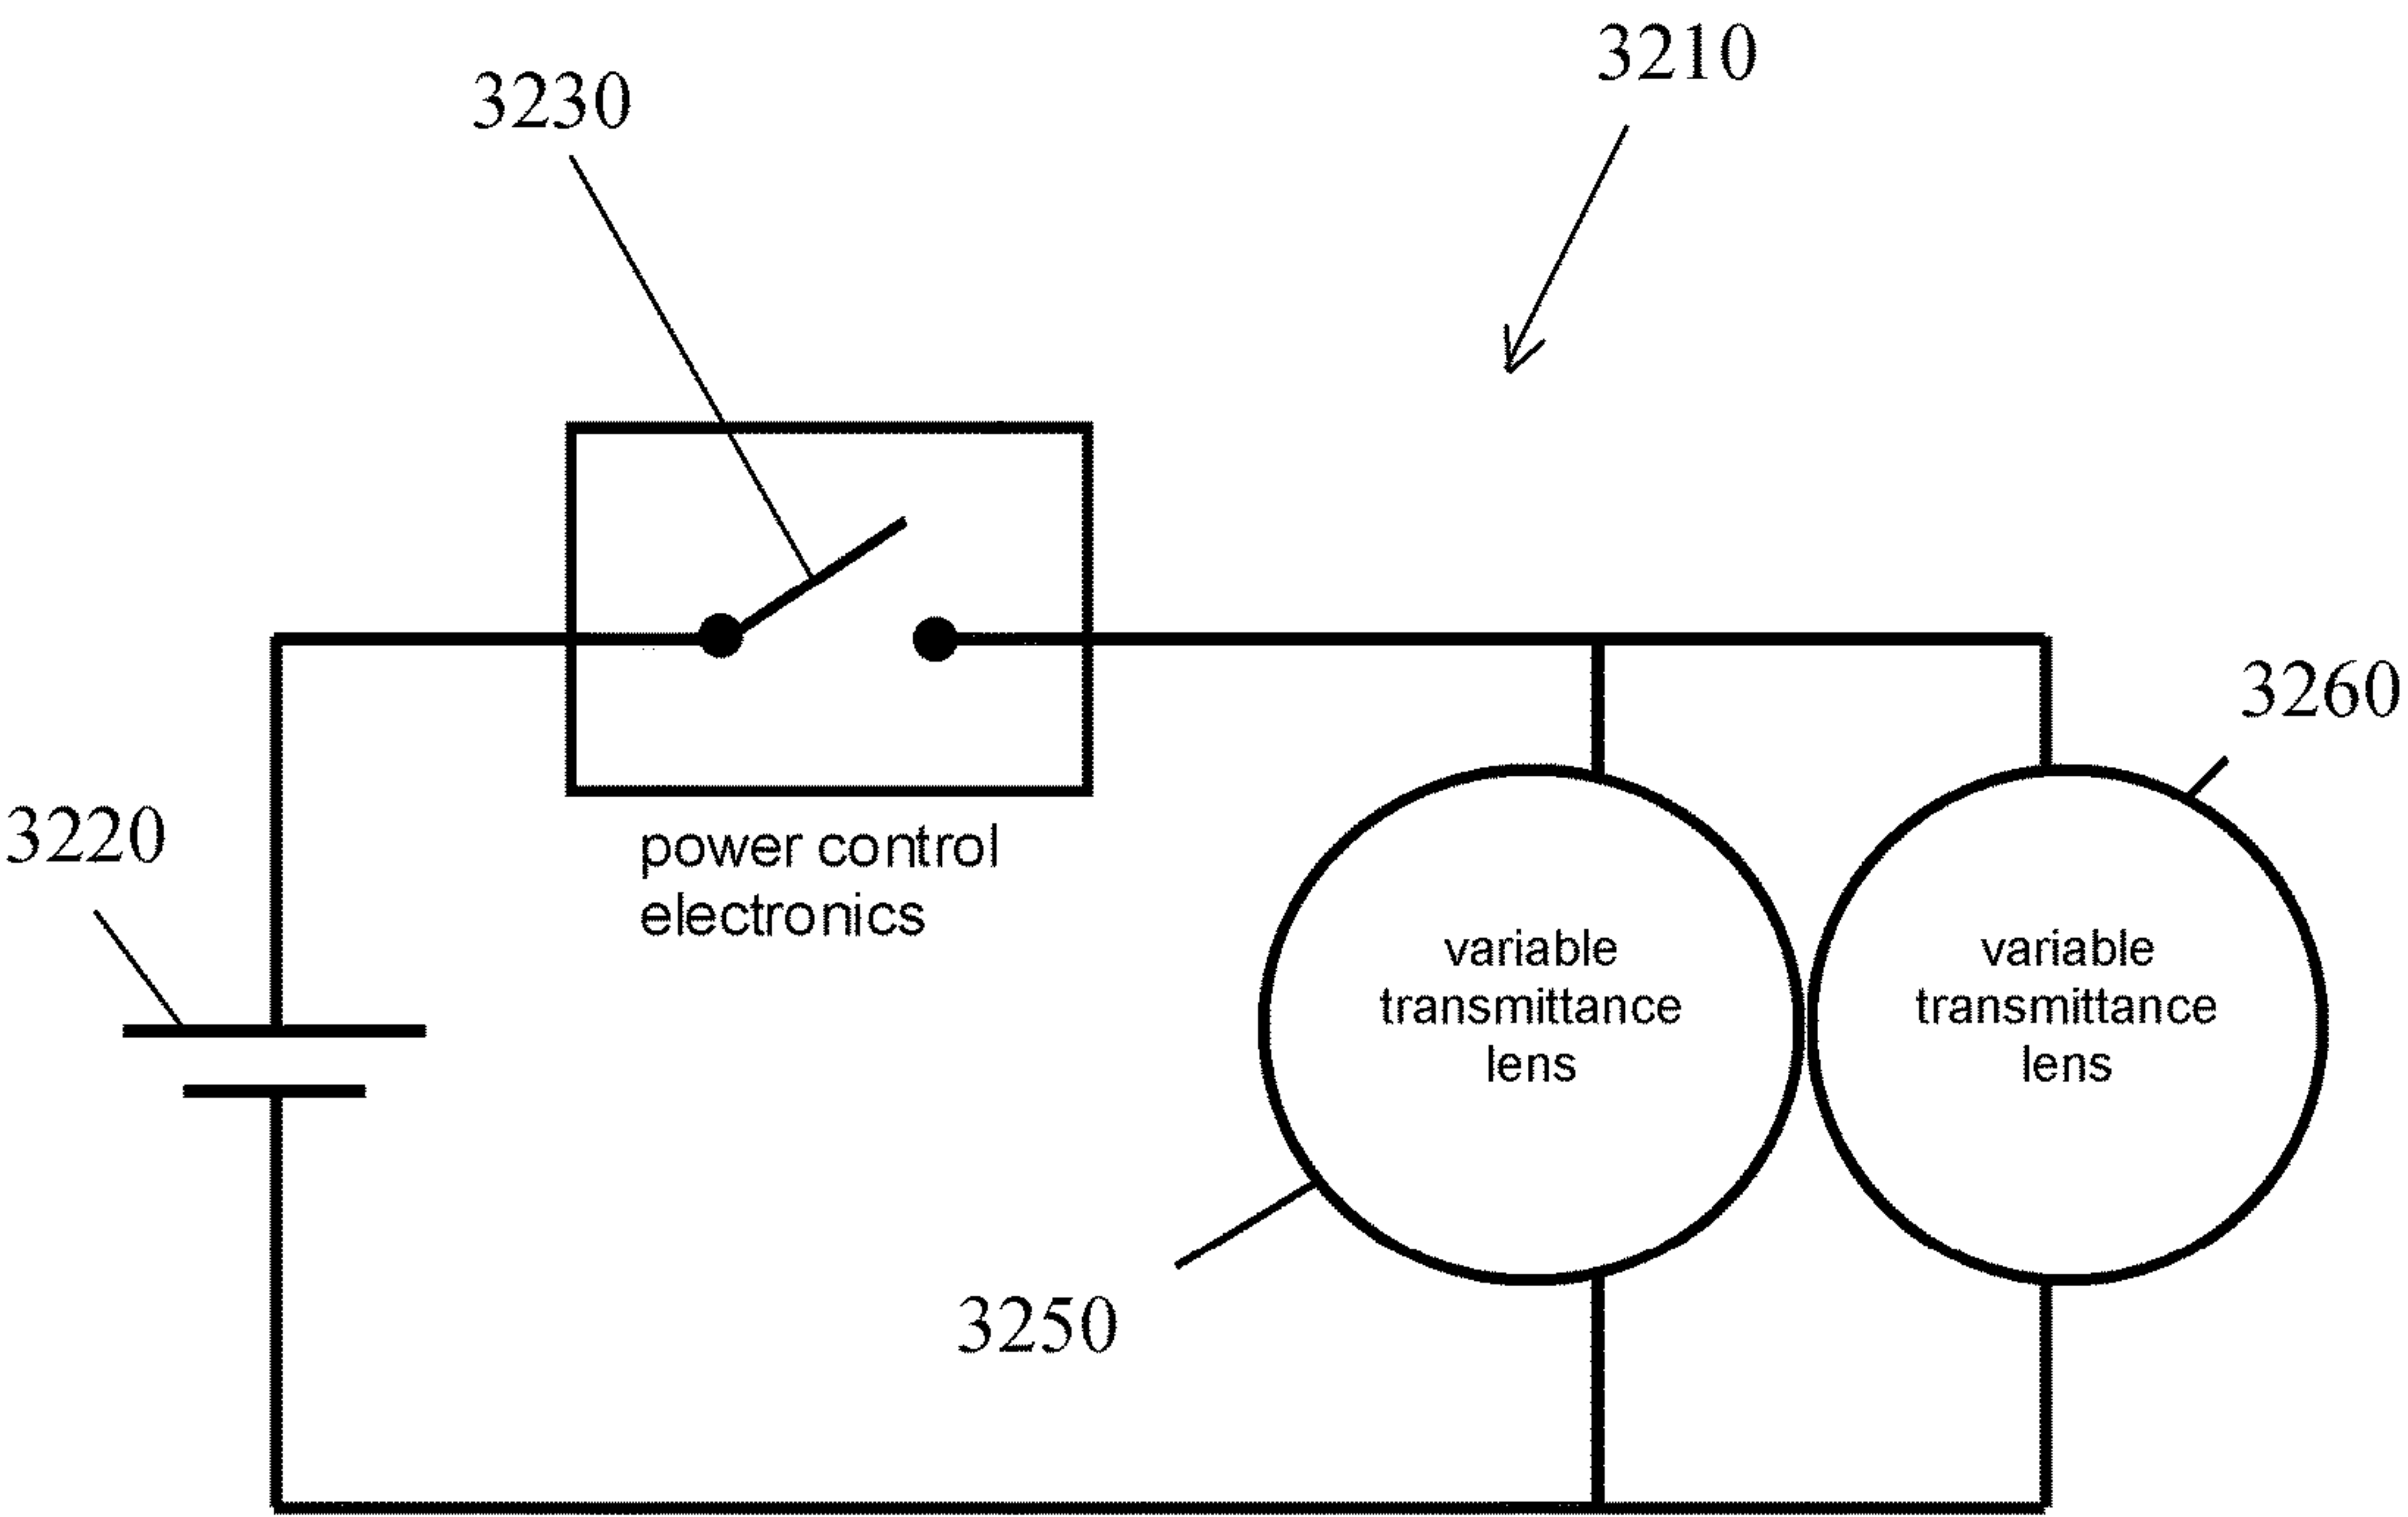 3210
3230
3260
3220
power control
electronics
variable
transmittance
lens
variable
transmittance
lens
3250